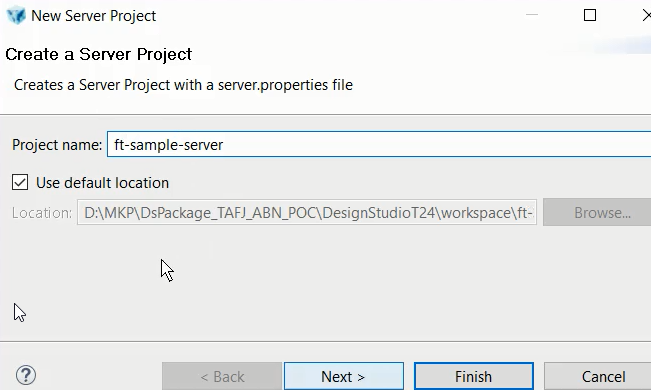 New Server Project
Create a Server Project
Creates a Server Project with a server.properties file
Project name: ft-sample-server
Use default location
Location: D:\MKP\DsPackage_TAFJ_ABN_POC\DesignStudioT24\workspace\ft- Browse...
? < Back Next > Finish Cancel